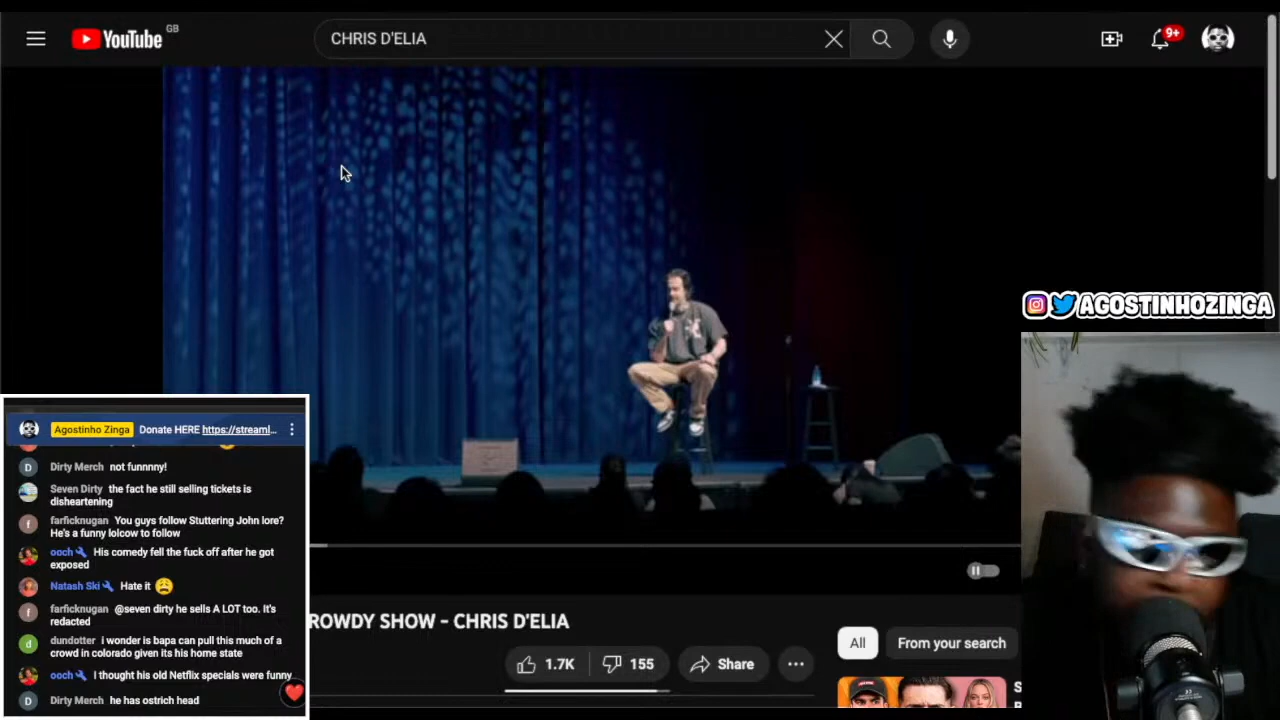 YouTube GB
CHRIS D'ELIA
9+
AGOSTINHOZINGA
Agostinho Zinga Donate HERE https://streaml...
Dirty Merch not funnnny!
Seven Dirty the fact he still selling tickets is
disheartening
farficknugan You guys follow Stuttering John lore?
He's a funny lolcow to follow
ooch His comedy fell the fuck off after he got
exposed
Natash Ski Hate it
farficknugan @seven dirty he sells A LOT too. It's
redacted
dundotter i wonder is bapa can pull this much of a
crowd in colorado given its his home state
ooch I thought his old Netflix specials were funny
Dirty Merch he has ostrich head
ROWDY SHOW - CHRIS D'ELIA
1.7K
155
Share
All
From your search
S